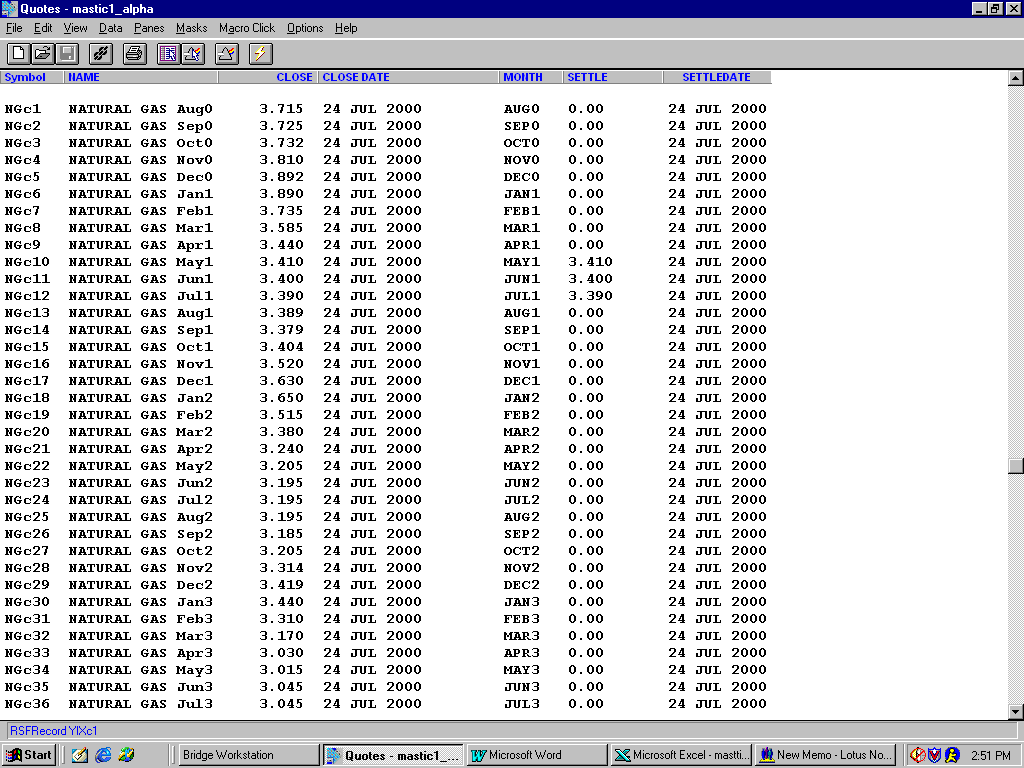 Quotes - mastic1_alpha
File Edit View Data Panes Masks Macro Click Options Help
Symbol NAME CLOSE CLOSE DATE MONTH SETTLE SETTLEDATE
NGc1 NATURAL GAS Aug0 3.715 24 JUL 2000 AUG0 0.00 24 JUL 2000
NGc2 NATURAL GAS Sep0 3.725 24 JUL 2000 SEP0 0.00 24 JUL 2000
NGc3 NATURAL GAS Oct0 3.732 24 JUL 2000 OCT0 0.00 24 JUL 2000
NGc4 NATURAL GAS Nov0 3.810 24 JUL 2000 NOV0 0.00 24 JUL 2000
NGc5 NATURAL GAS Dec0 3.892 24 JUL 2000 DEC0 0.00 24 JUL 2000
NGc6 NATURAL GAS Jan1 3.890 24 JUL 2000 JAN1 0.00 24 JUL 2000
NGc7 NATURAL GAS Feb1 3.735 24 JUL 2000 FEB1 0.00 24 JUL 2000
NGc8 NATURAL GAS Mar1 3.585 24 JUL 2000 MAR1 0.00 24 JUL 2000
NGc9 NATURAL GAS Apr1 3.440 24 JUL 2000 APR1 0.00 24 JUL 2000
NGc10 NATURAL GAS May1 3.410 24 JUL 2000 MAY1 3.410 24 JUL 2000
NGc11 NATURAL GAS Jun1 3.400 24 JUL 2000 JUN1 3.400 24 JUL 2000
NGc12 NATURAL GAS Jul1 3.390 24 JUL 2000 JUL1 3.390 24 JUL 2000
NGc13 NATURAL GAS Aug1 3.389 24 JUL 2000 AUG1 0.00 24 JUL 2000
NGc14 NATURAL GAS Sep1 3.379 24 JUL 2000 SEP1 0.00 24 JUL 2000
NGc15 NATURAL GAS Oct1 3.404 24 JUL 2000 OCT1 0.00 24 JUL 2000
NGc16 NATURAL GAS Nov1 3.520 24 JUL 2000 NOV1 0.00 24 JUL 2000
NGc17 NATURAL GAS Dec1 3.630 24 JUL 2000 DEC1 0.00 24 JUL 2000
NGc18 NATURAL GAS Jan2 3.650 24 JUL 2000 JAN2 0.00 24 JUL 2000
NGc19 NATURAL GAS Feb2 3.515 24 JUL 2000 FEB2 0.00 24 JUL 2000
NGc20 NATURAL GAS Mar2 3.380 24 JUL 2000 MAR2 0.00 24 JUL 2000
NGc21 NATURAL GAS Apr2 3.240 24 JUL 2000 APR2 0.00 24 JUL 2000
NGc22 NATURAL GAS May2 3.205 24 JUL 2000 MAY2 0.00 24 JUL 2000
NGc23 NATURAL GAS Jun2 3.195 24 JUL 2000 JUN2 0.00 24 JUL 2000
NGc24 NATURAL GAS Jul2 3.195 24 JUL 2000 JUL2 0.00 24 JUL 2000
NGc25 NATURAL GAS Aug2 3.195 24 JUL 2000 AUG2 0.00 24 JUL 2000
NGc26 NATURAL GAS Sep2 3.185 24 JUL 2000 SEP2 0.00 24 JUL 2000
NGc27 NATURAL GAS Oct2 3.205 24 JUL 2000 OCT2 0.00 24 JUL 2000
NGc28 NATURAL GAS Nov2 3.314 24 JUL 2000 NOV2 0.00 24 JUL 2000
NGc29 NATURAL GAS Dec2 3.419 24 JUL 2000 DEC2 0.00 24 JUL 2000
NGc30 NATURAL GAS Jan3 3.440 24 JUL 2000 JAN3 0.00 24 JUL 2000
NGc31 NATURAL GAS Feb3 3.310 24 JUL 2000 FEB3 0.00 24 JUL 2000
NGc32 NATURAL GAS Mar3 3.170 24 JUL 2000 MAR3 0.00 24 JUL 2000
NGc33 NATURAL GAS Apr3 3.030 24 JUL 2000 APR3 0.00 24 JUL 2000
NGc34 NATURAL GAS May3 3.015 24 JUL 2000 MAY3 0.00 24 JUL 2000
NGc35 NATURAL GAS Jun3 3.045 24 JUL 2000 JUN3 0.00 24 JUL 2000
NGc36 NATURAL GAS Jul3 3.045 24 JUL 2000 JUL3 0.00 24 JUL 2000
RSFRecord YIXc1
Start Bridge Workstation Quotes - mastic1_... Microsoft Word Microsoft Excel - mastti... New Memo - Lotus No... 2:51 PM